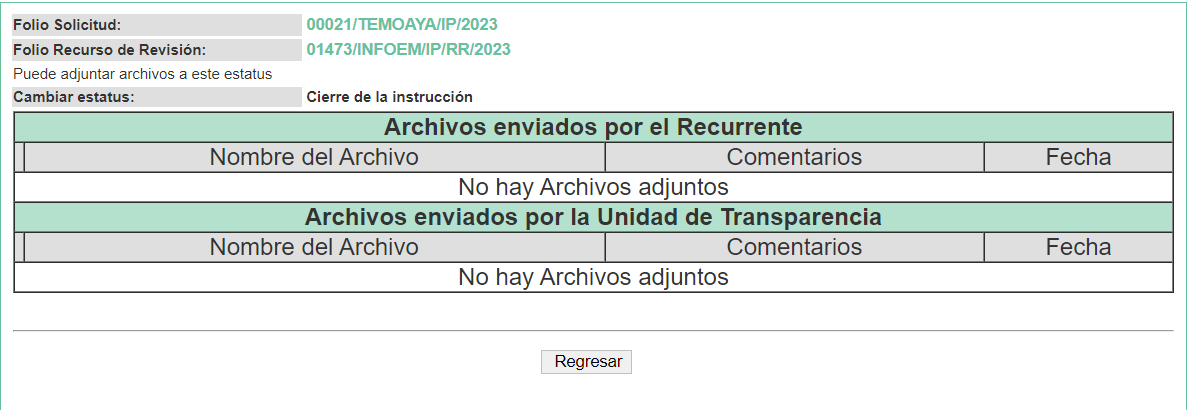 Folio Solicitud: 00021/TEMOAYA/IP/2023
Folio Recurso de Revisión: 01473/INFOEM/IP/RR/2023
Puede adjuntar archivos a este estatus
Cambiar estatus: Cierre de la instrucción
Archivos enviados por el Recurrente
Nombre del Archivo Comentarios Fecha
No hay Archivos adjuntos
Archivos enviados por la Unidad de Transparencia
Nombre del Archivo Comentarios Fecha
No hay Archivos adjuntos
Regresar